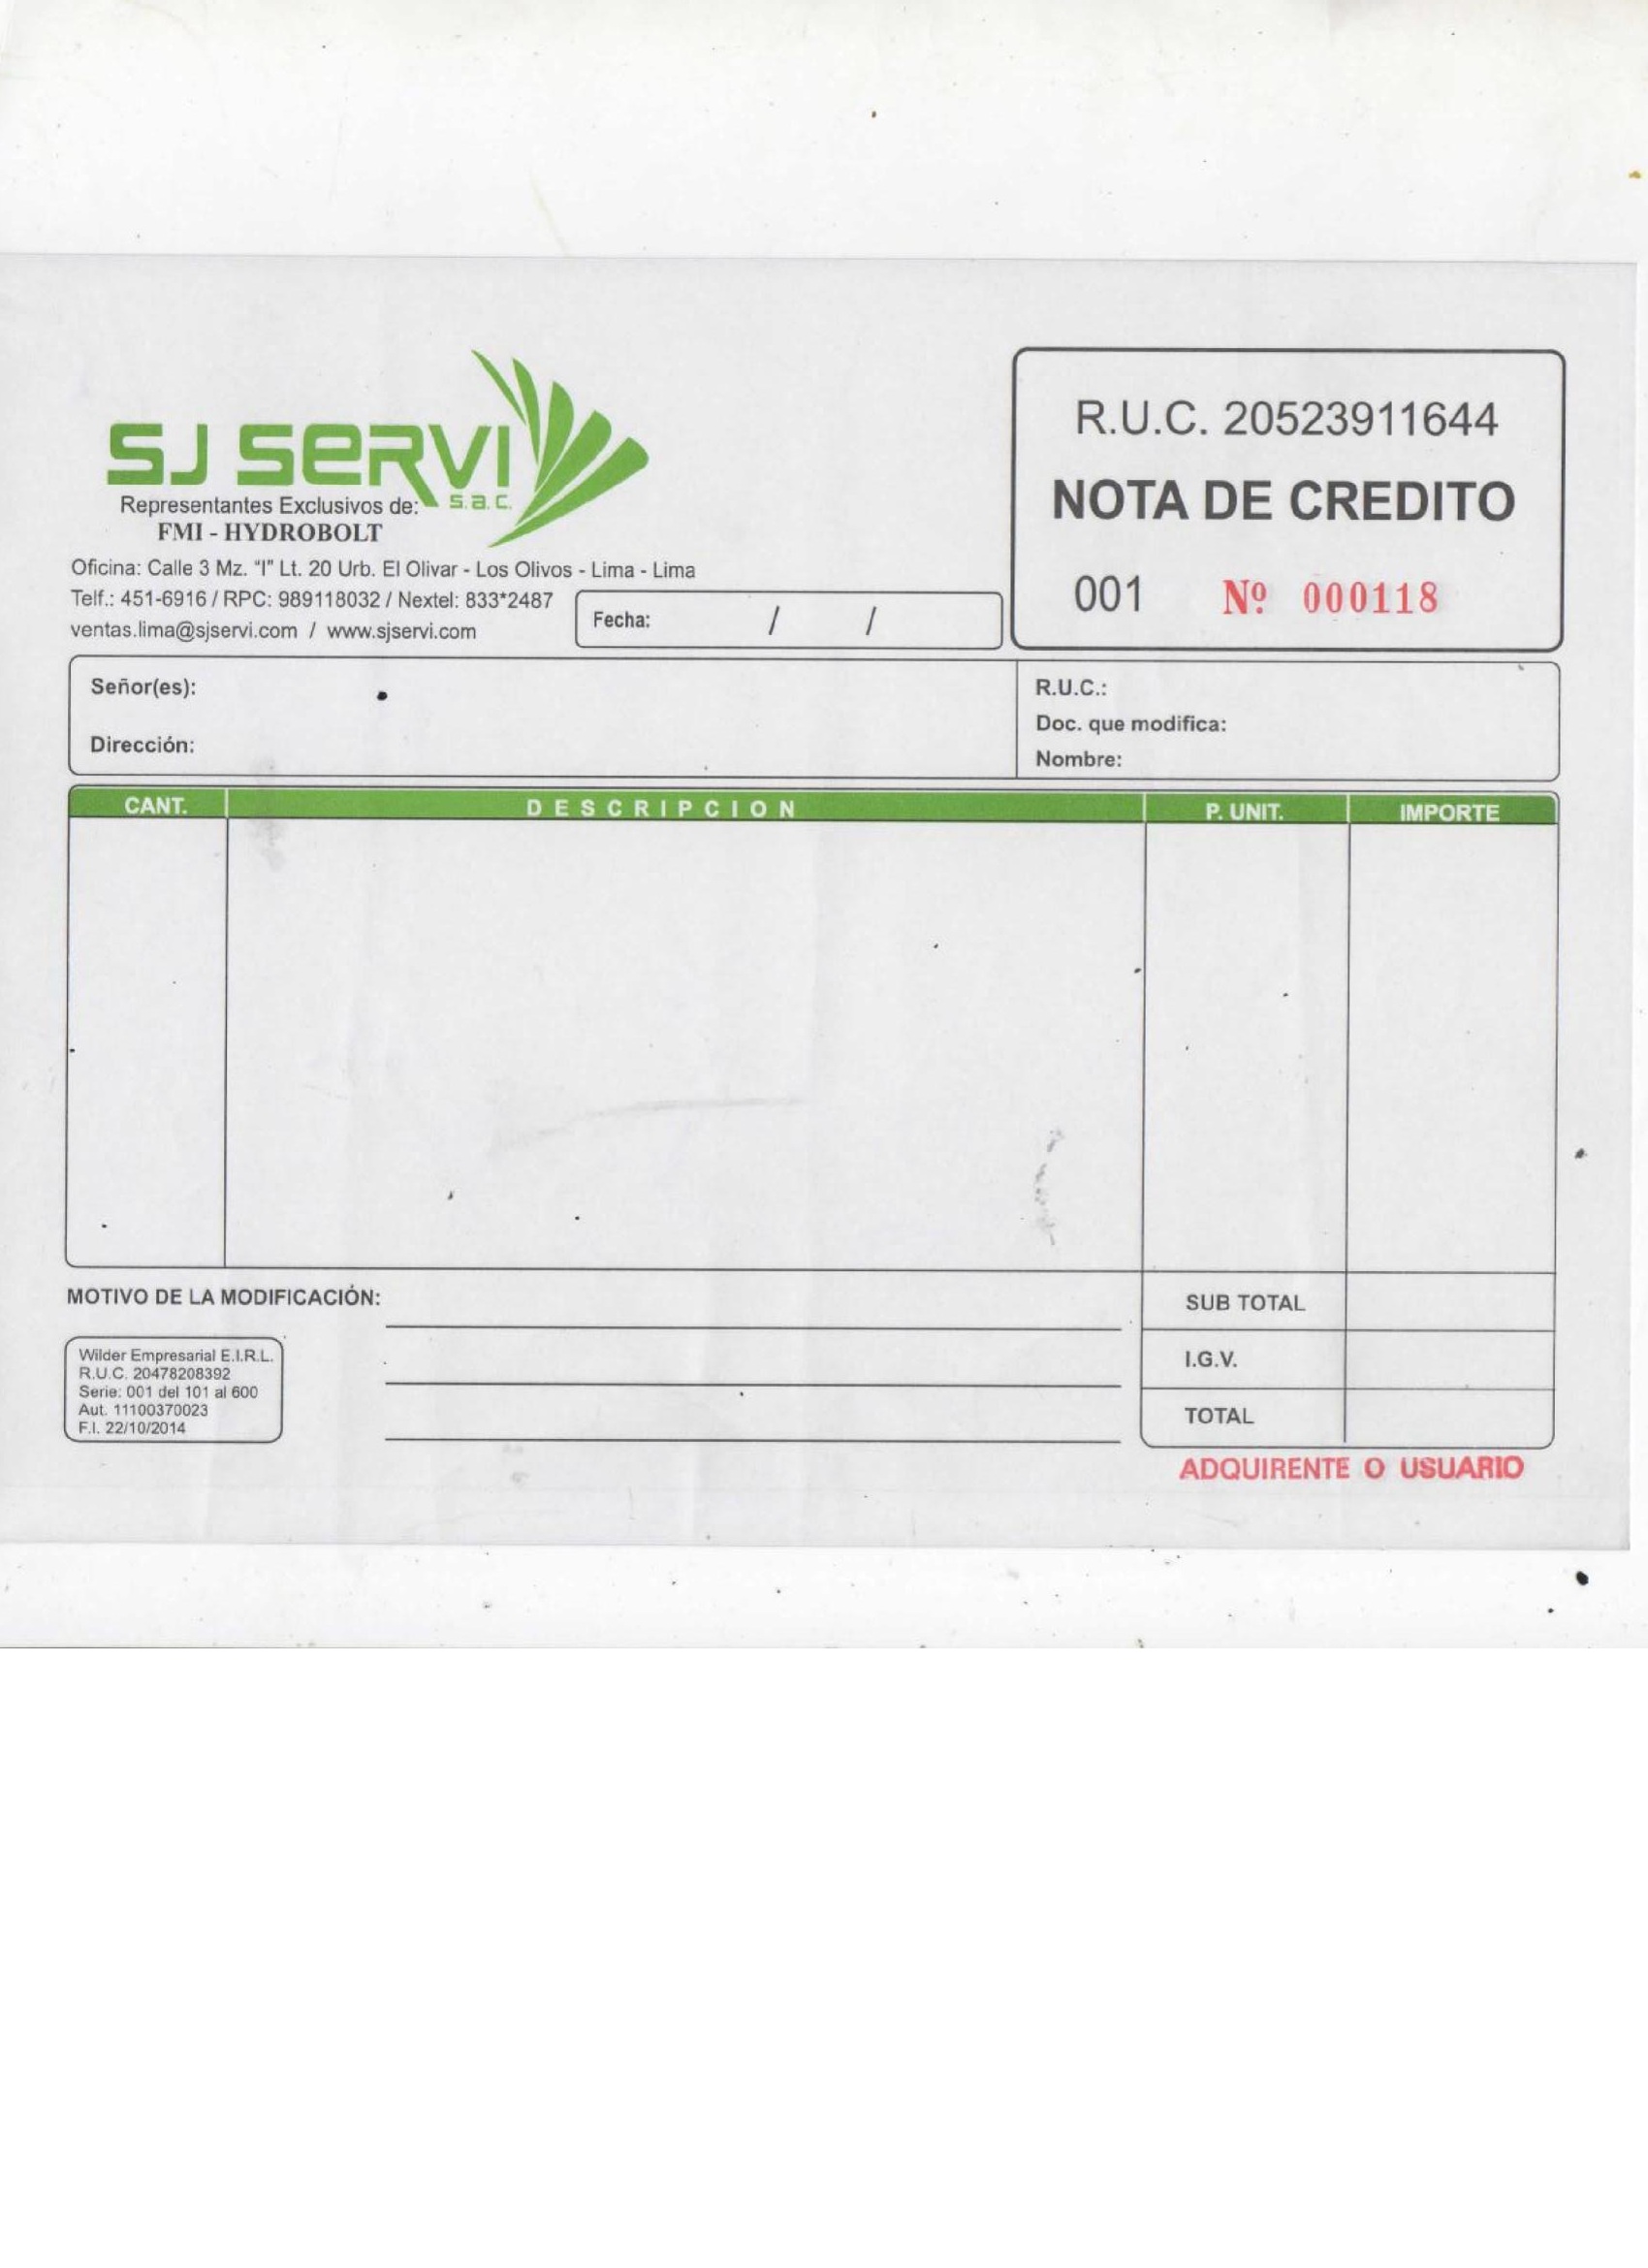 SJ SERVI
s.a.c.
Representantes Exclusivos de:
FMI - HYDROBOLT
Oficina: Calle 3 Mz. "I" Lt. 20 Urb. El Olivar - Los Olivos - Lima - Lima
Telf.: 451-6916 / RPC: 989118032 / Nextel: 833*2487
ventas.lima@sjservi.com / www.sjservi.com
Fecha: / /
R.U.C. 20523911644
NOTA DE CREDITO
001 Nº 000118
Señor(es):
Dirección:
R.U.C.:
Doc. que modifica:
Nombre:
CANT. DESCRIPCION P. UNIT. IMPORTE
MOTIVO DE LA MODIFICACIÓN:
SUB TOTAL
I.G.V.
TOTAL
Wilder Empresarial E.I.R.L.
R.U.C. 20478208392
Serie: 001 del 101 al 600
Aut. 11100370023
F.I. 22/10/2014
ADQUIRENTE O USUARIO